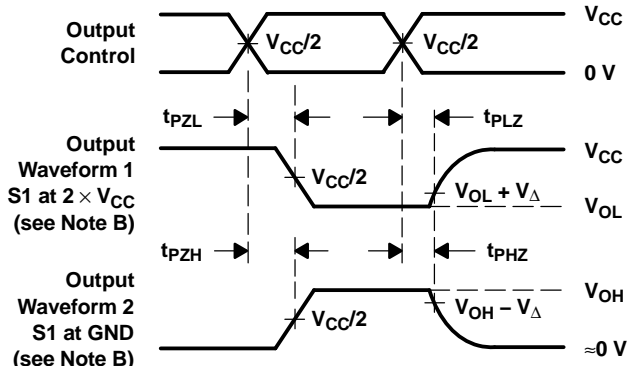 Output
Control
V_CC/2
V_CC/2
V_CC
0 V
t_PZL
t_PLZ
Output
Waveform 1
S1 at 2 × V_CC
(see Note B)
V_CC/2
V_CC
V_OL + V_Δ
V_OL
t_PZH
t_PHZ
Output
Waveform 2
S1 at GND
(see Note B)
V_CC/2
V_OH
V_OH − V_Δ
≈0 V